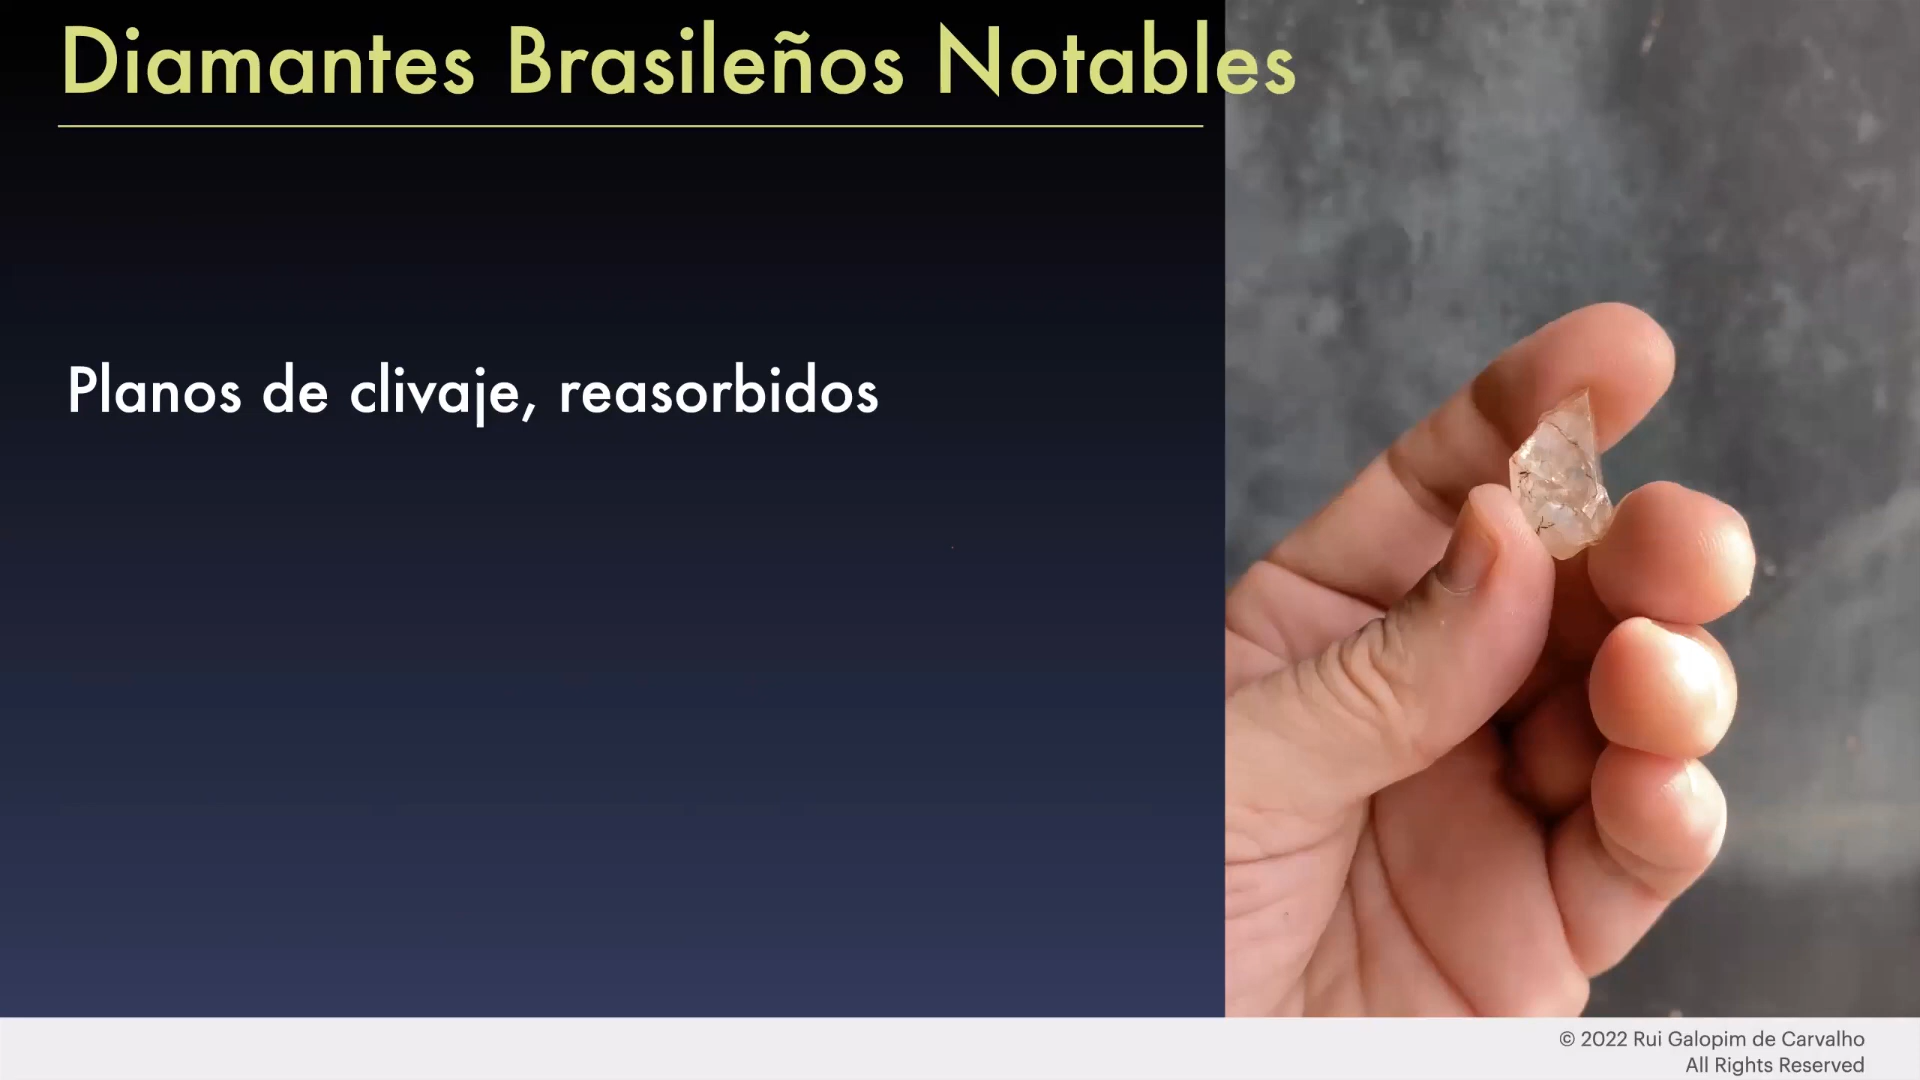 Diamantes Brasileños Notables
Planos de clivaje, reasorbidos
© 2022 Rui Galopim de Carvalho
All Rights Reserved